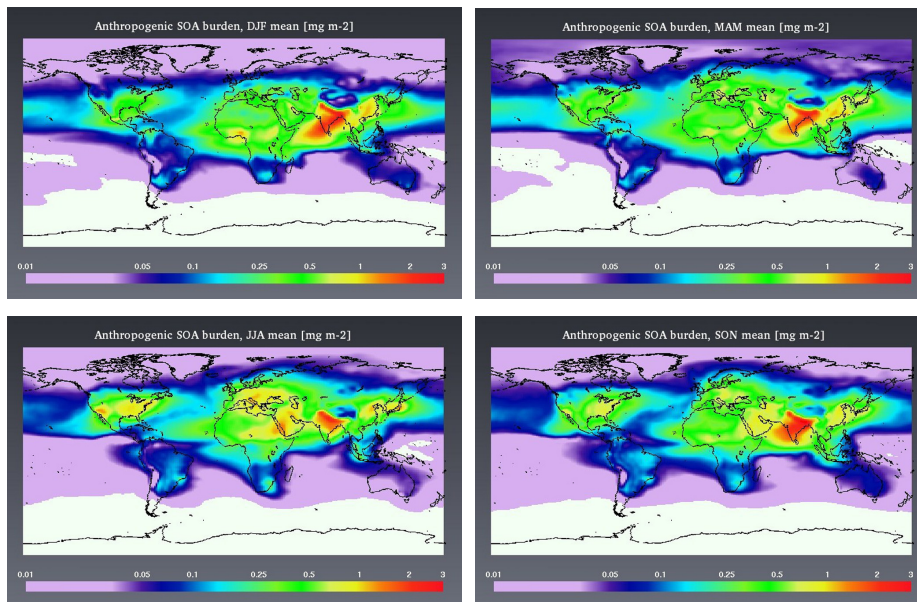 Anthropogenic SOA burden, DJF mean [mg m-2]
0.01 0.05 0.1 0.25 0.5 1 2 3
Anthropogenic SOA burden, MAM mean [mg m-2]
0.01 0.05 0.1 0.25 0.5 1 2 3
Anthropogenic SOA burden, JJA mean [mg m-2]
0.01 0.05 0.1 0.25 0.5 1 2 3
Anthropogenic SOA burden, SON mean [mg m-2]
0.01 0.05 0.1 0.25 0.5 1 2 3